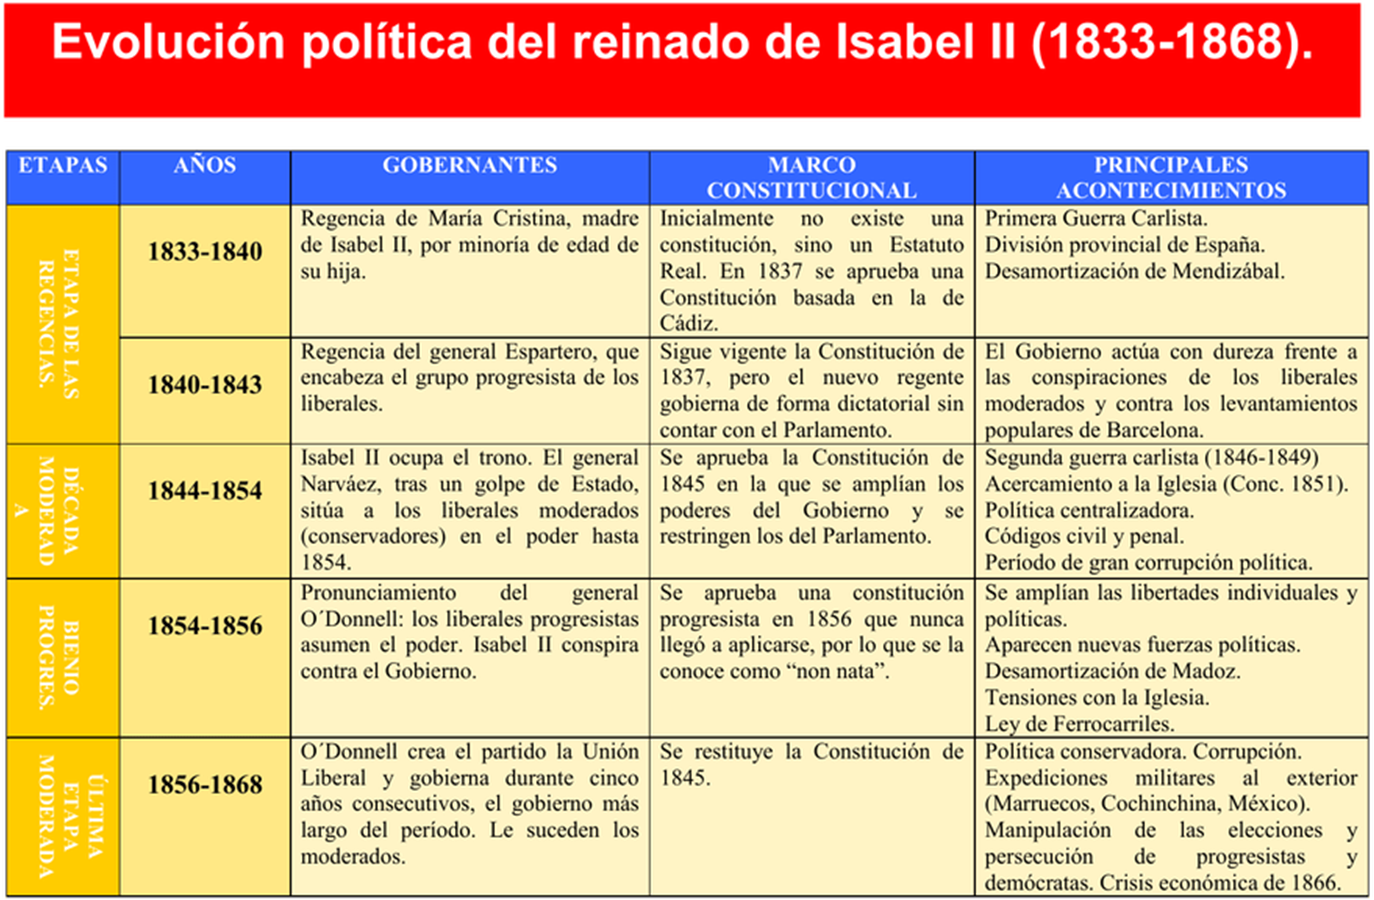 Evolución política del reinado de Isabel II (1833-1868).
ETAPAS
AÑOS
GOBERNANTES
MARCO
CONSTITUCIONAL
PRINCIPALES
ACONTECIMIENTOS
ETAPA DE LAS
REGENCIAS.
1833-1840
Regencia de María Cristina, madre
de Isabel II, por minoría de edad de
su hija.
Inicialmente no existe una
constitución, sino un Estatuto
Real. En 1837 se aprueba una
Constitución basada en la de
Cádiz.
Primera Guerra Carlista.
División provincial de España.
Desamortización de Mendizábal.
1840-1843
Regencia del general Espartero, que
encabeza el grupo progresista de los
liberales.
Sigue vigente la Constitución de
1837, pero el nuevo regente
gobierna de forma dictatorial sin
contar con el Parlamento.
El Gobierno actúa con dureza frente a
las conspiraciones de los liberales
moderados y contra los levantamientos
populares de Barcelona.
DÉCADA
MODERAD
A
1844-1854
Isabel II ocupa el trono. El general
Narváez, tras un golpe de Estado,
sitúa a los liberales moderados
(conservadores) en el poder hasta
1854.
Se aprueba la Constitución de
1845 en la que se amplían los
poderes del Gobierno y se
restringen los del Parlamento.
Segunda guerra carlista (1846-1849)
Acercamiento a la Iglesia (Conc. 1851).
Política centralizadora.
Códigos civil y penal.
Período de gran corrupción política.
BIENIO
PROGRES.
1854-1856
Pronunciamiento del general
O´Donnell: los liberales progresistas
asumen el poder. Isabel II conspira
contra el Gobierno.
Se aprueba una constitución
progresista en 1856 que nunca
llegó a aplicarse, por lo que se la
conoce como “non nata”.
Se amplían las libertades individuales y
políticas.
Aparecen nuevas fuerzas políticas.
Desamortización de Madoz.
Tensiones con la Iglesia.
Ley de Ferrocarriles.
ÚLTIMA
ETAPA
MODERADA
1856-1868
O´Donnell crea el partido la Unión
Liberal y gobierna durante cinco
años consecutivos, el gobierno más
largo del período. Le suceden los
moderados.
Se restituye la Constitución de
1845.
Política conservadora. Corrupción.
Expediciones militares al exterior
(Marruecos, Cochinchina, México).
Manipulación de las elecciones y
persecución de progresistas y
demócratas. Crisis económica de 1866.